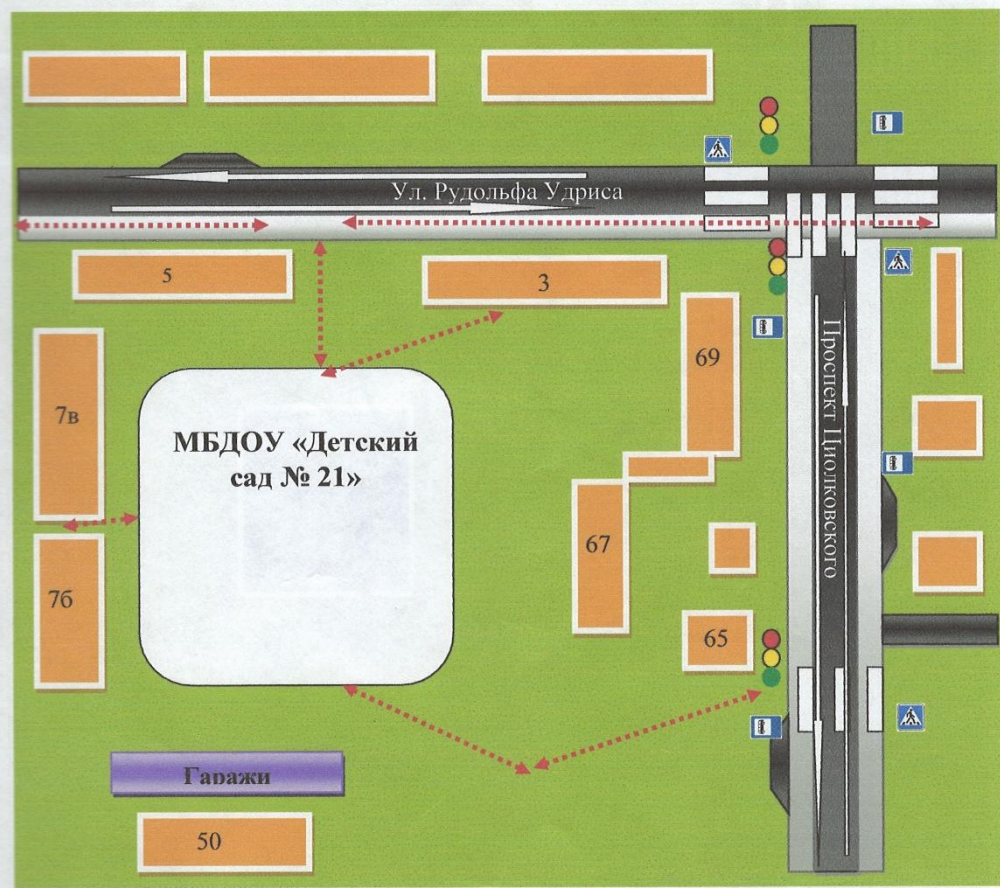 Ул. Рудольфа Удриса
5
3
69
7в
МБДОУ «Детский
сад № 21»
Проспект Циолковского
67
7б
65
Гаражи
50